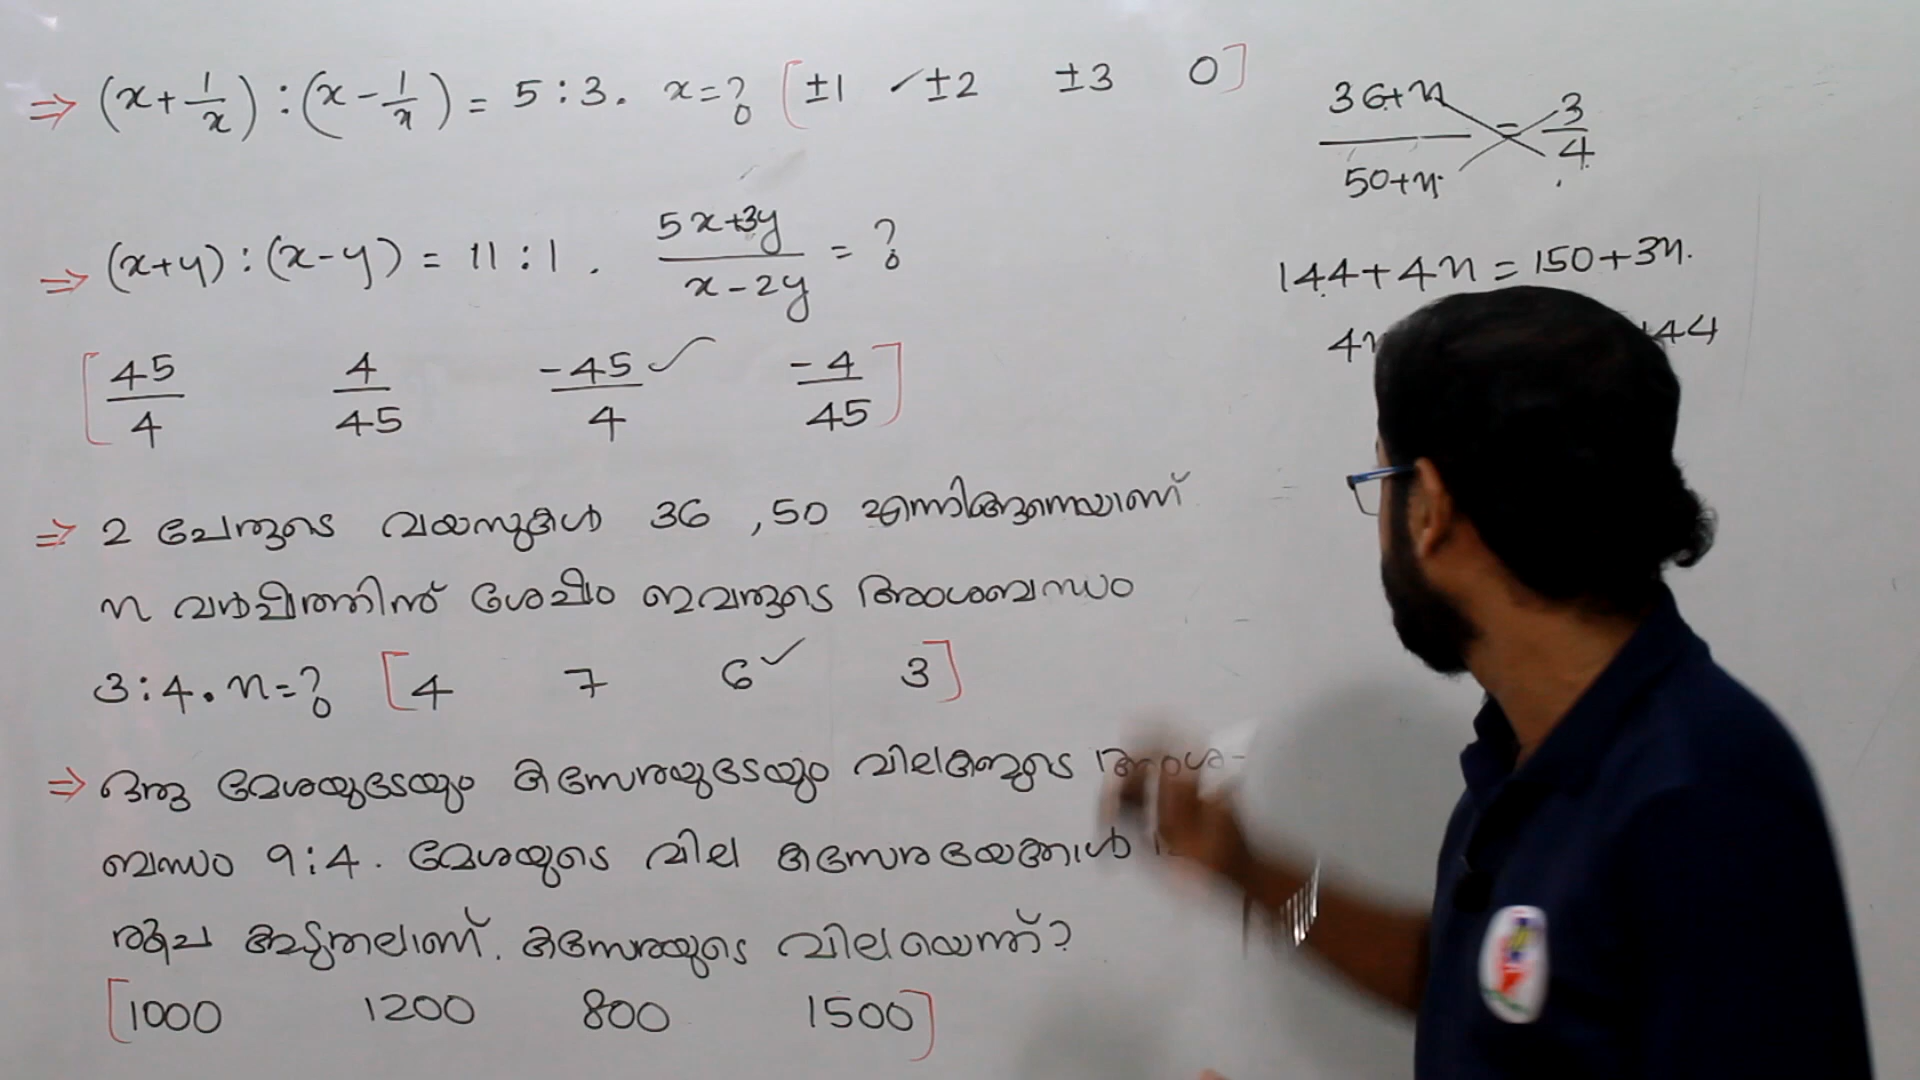 ⇒ (x+1/x) : (x-1/x) = 5 : 3. x=? [±1 ✓±2 ±3 0]
⇒ (x+y) : (x-y) = 11 : 1. (5x+3y)/(x-2y) = ?
[45/4 4/45 -45/4 ✓ -4/45]
⇒ 2 പേരുടെ വയസുകൾ 36 , 50 എന്നിങ്ങനെയാണ്
n വർഷത്തിന് ശേഷം ഇവരുടെ അംശബന്ധം
3:4. n=? [4 7 6✓ 3]
⇒ ഒരു മേശയുടേയും കസേരയുടേയും വിലകളുടെ അംശ-
ബന്ധം 9:4. മേശയുടെ വില കസേരയേക്കാൾ
രൂപ കൂടുതലാണ്. കസേരയുടെ വിലയെന്ത്?
[1000 1200 800 1500]
(36+n)/(50+n) = 3/4
144+4n = 150+3n.
4n 144